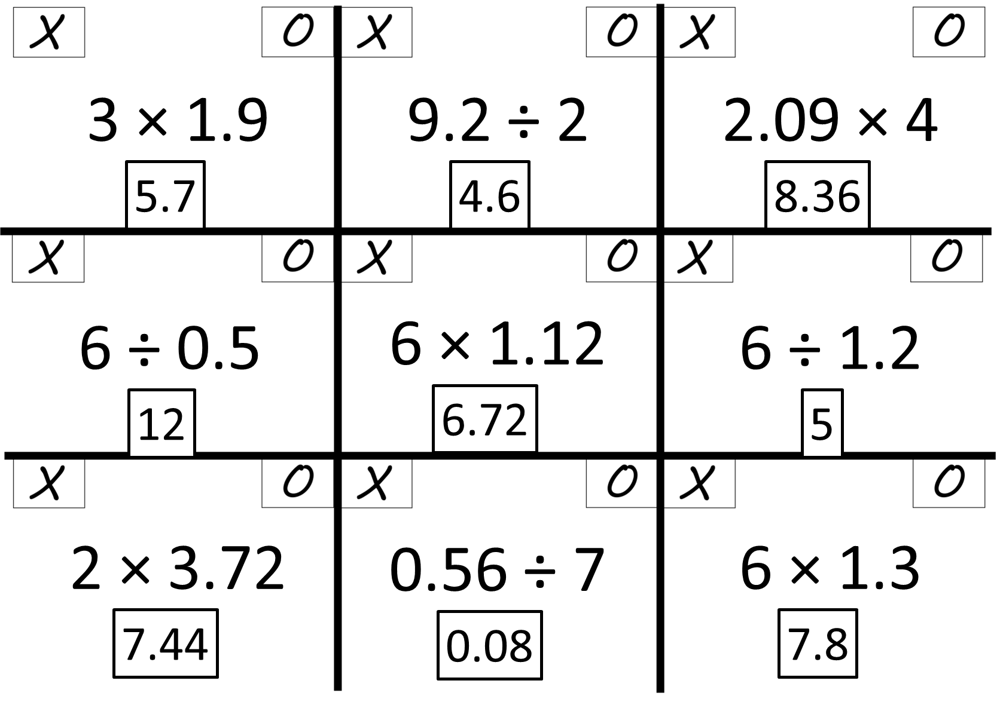 X O X O X O
3 × 1.9 9.2 ÷ 2 2.09 × 4
5.7 4.6 8.36
X O X O X O
6 ÷ 0.5 6 × 1.12 6 ÷ 1.2
12 6.72 5
X O X O X O
2 × 3.72 0.56 ÷ 7 6 × 1.3
7.44 0.08 7.8